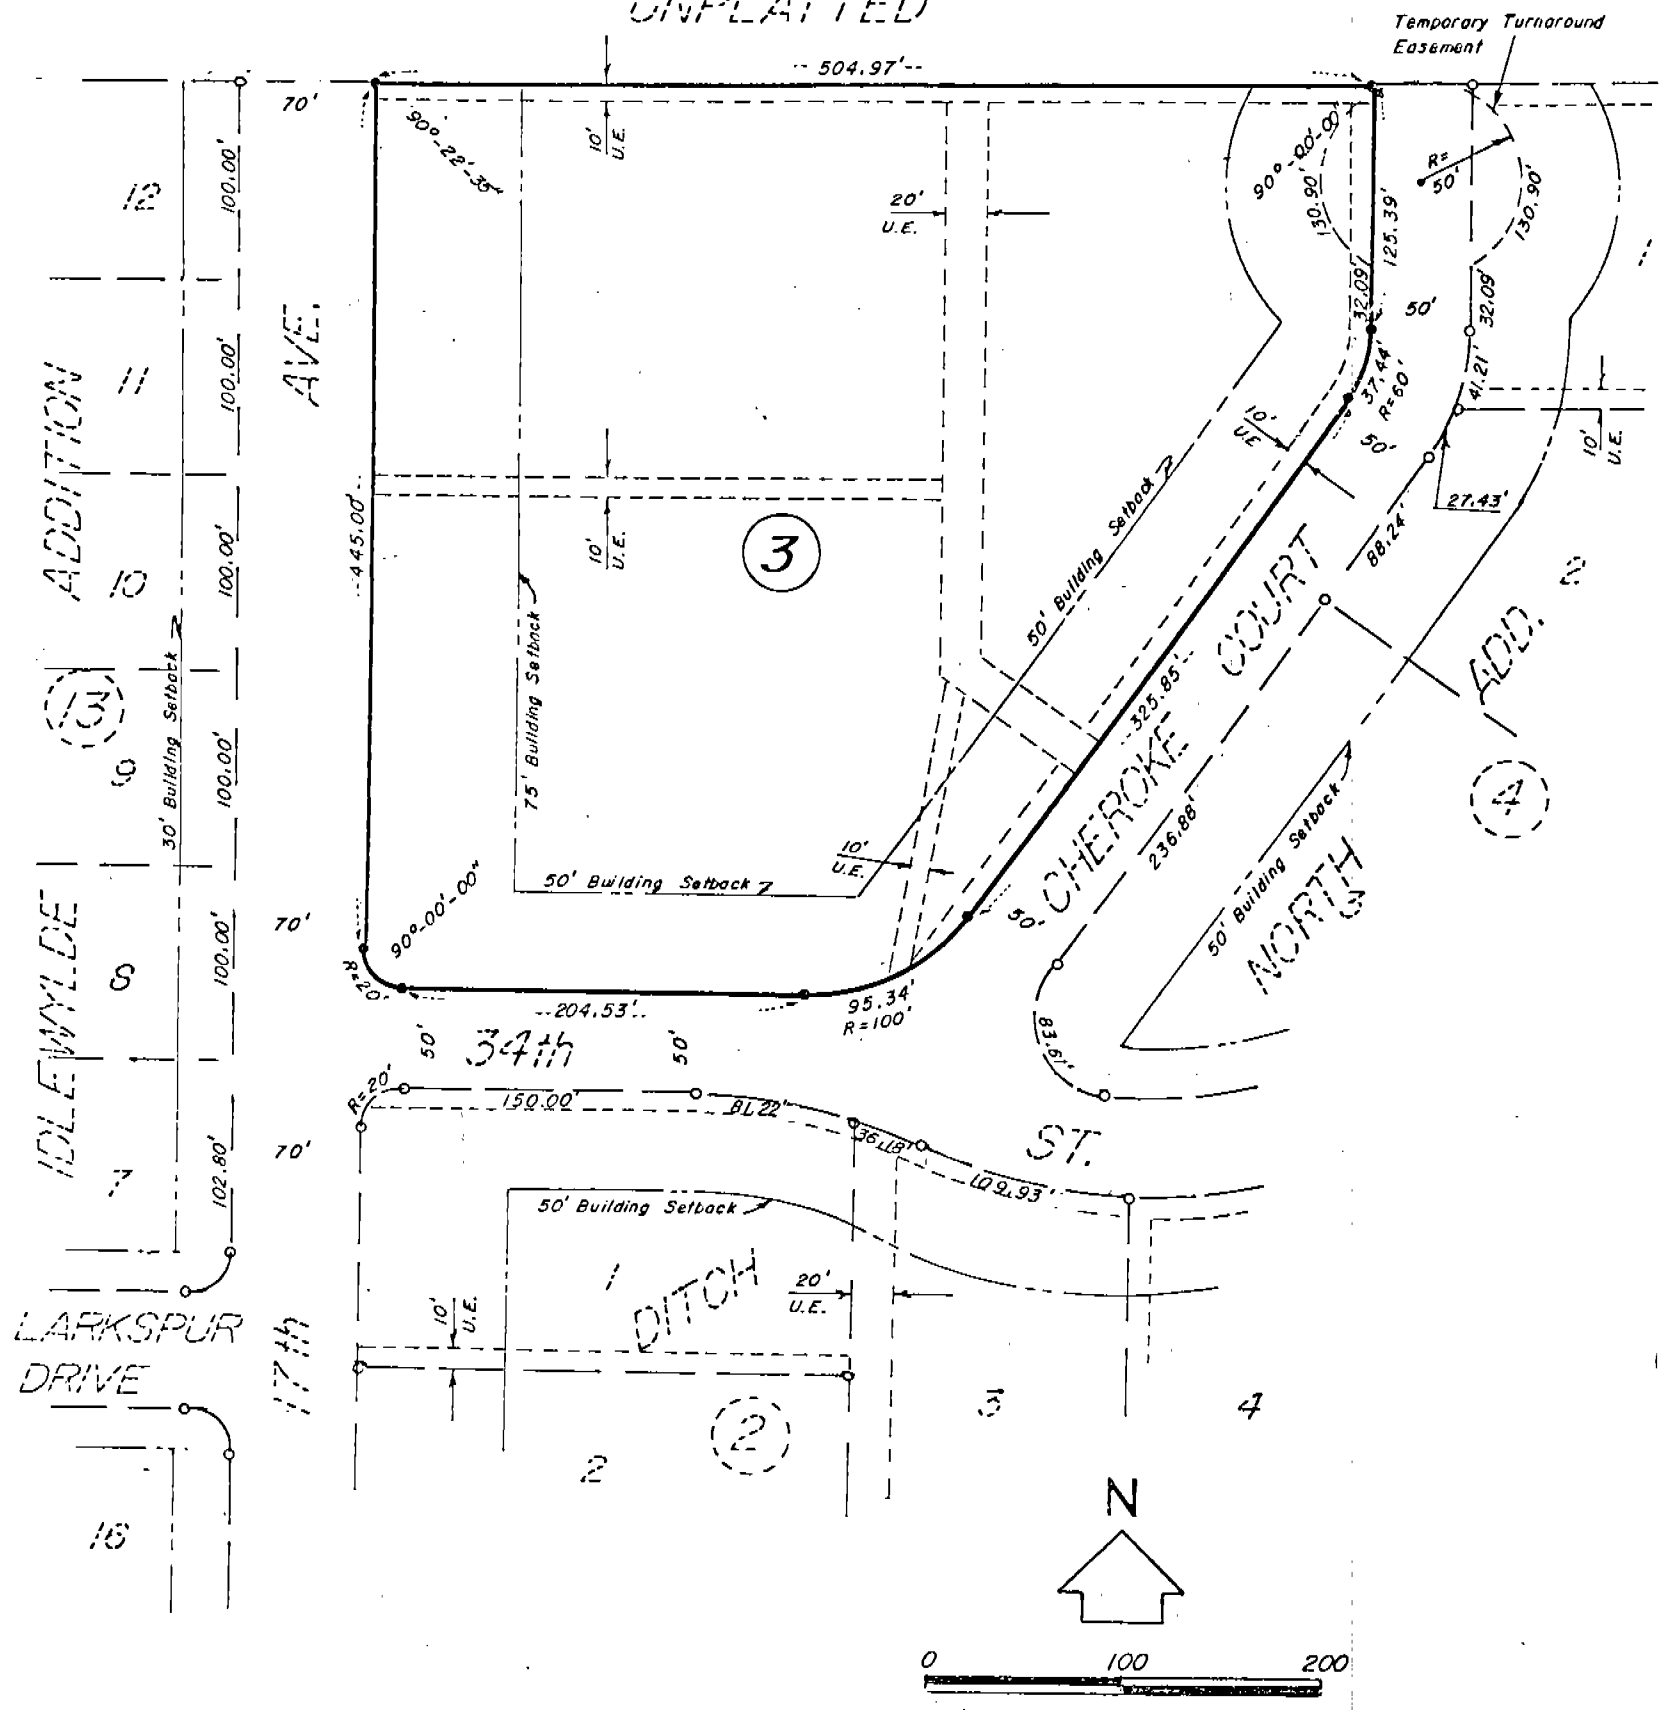 UNPLATTED
Temporary Turnaround
Easement
504.97'
70'
90°-22'-35"
10'
U.E.
90°-00'-00"
R=
50'
130.90'
130.90'
125.39'
32.09'
32.09'
20'
U.E.
12
100.00'
50'
11
100.00'
AVE.
37.44'
R=60'
41.21'
10'
U.E.
10'
U.E.
50'
27.43'
88.24'
ADDITION
10
100.00'
445.00'
10'
U.E.
3
50' Building Setback
COURT
2
ADD.
13
9
30' Building Setback
100.00'
75' Building Setback
325.85'
CHEROKE
236.88'
4
50' Building Setback
NORTH
3
10'
U.E.
50' Building Setback
90°-00'-00"
70'
50'
IDLEWYLDE
8
100.00'
R=20'
204.53'
95.34'
R=100'
50'
34th
50'
83.61'
R=20'
150.00'
81.22'
36.18'
ST.
109.93'
70'
7
102.80'
50' Building Setback
1
DITCH
20'
U.E.
10'
U.E.
LARKSPUR
DRIVE
17th
2
2
3
4
16
N
0 100 200